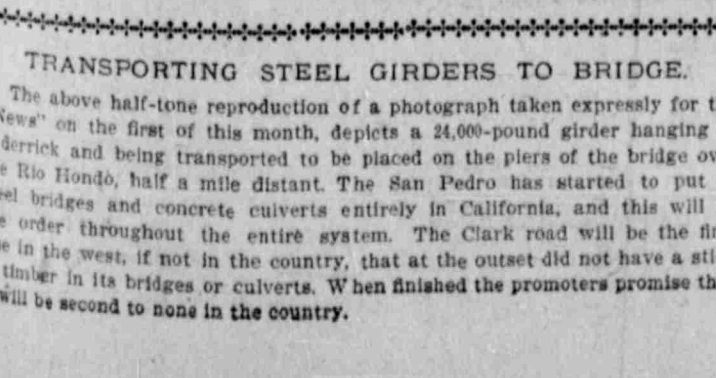 TRANSPORTING STEEL GIRDERS TO BRIDGE.
The above half-tone reproduction of a photograph taken expressly for t
News" on the first of this month, depicts a 24,000-pound girder hanging
derrick and being transported to be placed on the piers of the bridge ov
e Rio Hondo, half a mile distant. The San Pedro has started to put
eel bridges and concrete culverts entirely in California, and this will
e order throughout the entire system. The Clark road will be the fir
e in the west, if not in the country, that at the outset did not have a sti
timber in its bridges or culverts. When finished the promoters promise th
will be second to none in the country.